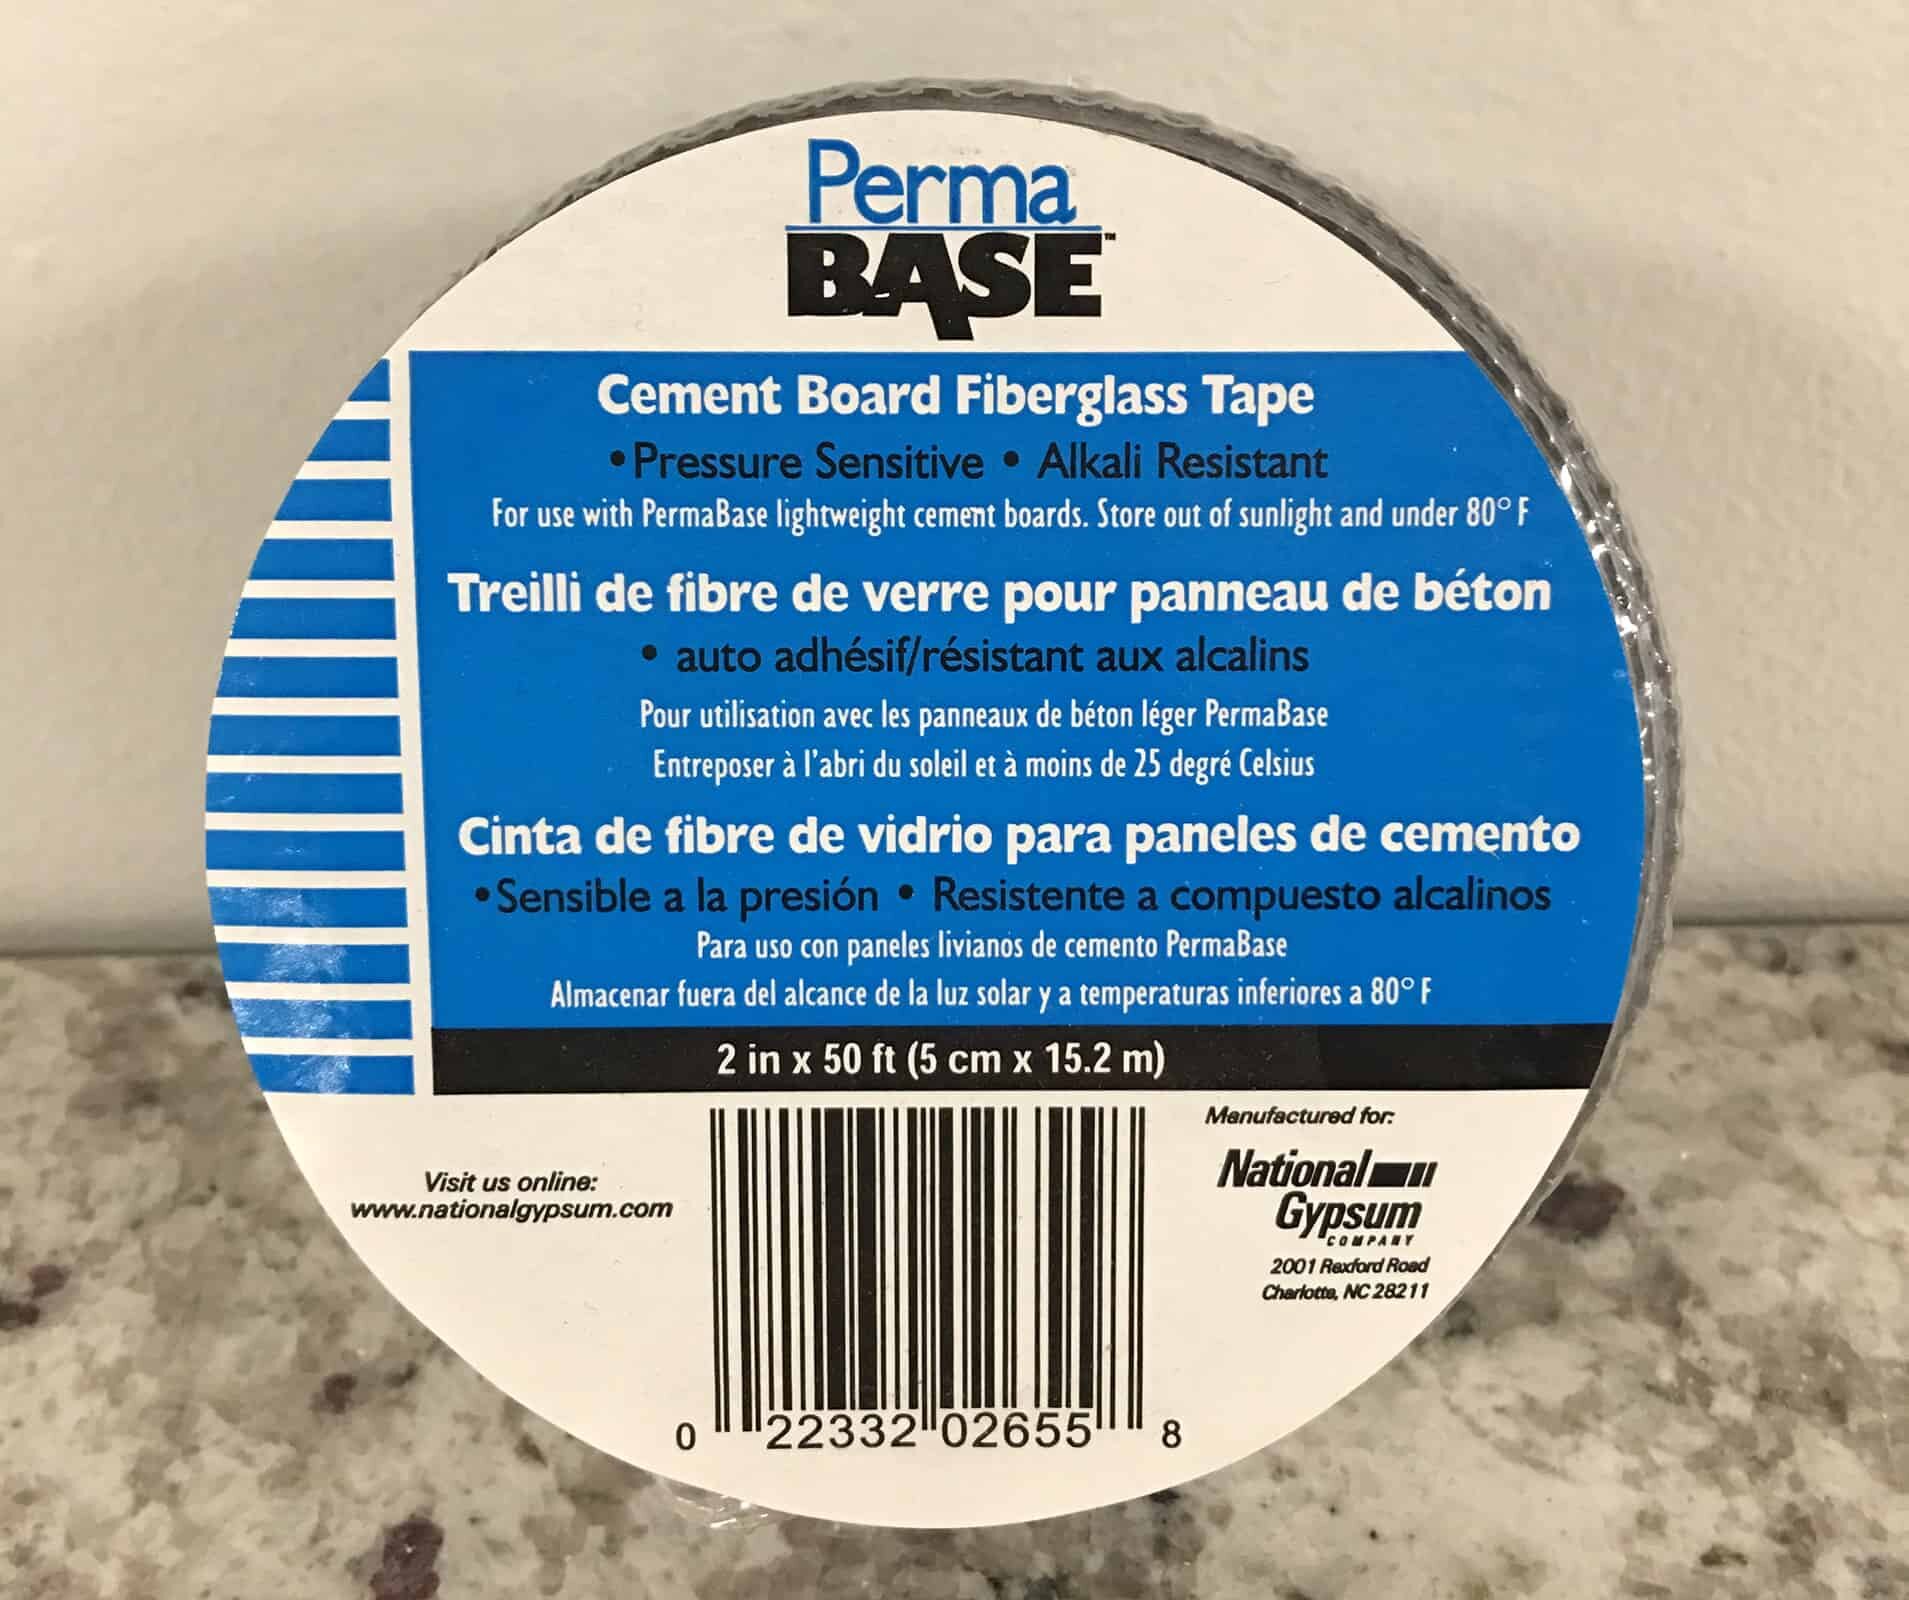 Perma
BASE™
Cement Board Fiberglass Tape
•Pressure Sensitive • Alkali Resistant
For use with PermaBase lightweight cement boards. Store out of sunlight and under 80° F
Treilli de fibre de verre pour panneau de béton
• auto adhésif/résistant aux alcalins
Pour utilisation avec les panneaux de béton léger PermaBase
Entreposer à l'abri du soleil et à moins de 25 degré Celsius
Cinta de fibre de vidrio para paneles de cemento
•Sensible a la presión • Resistente a compuesto alcalinos
Para uso con paneles livianos de cemento PermaBase
Almacenar fuera del alcance de la luz solar y a temperaturas inferiores a 80° F
2 in x 50 ft (5 cm x 15.2 m)
Visit us online:
www.nationalgypsum.com
0 22332 02655 8
Manufactured for:
National
Gypsum
COMPANY
2001 Rexford Road
Charlotte, NC 28211